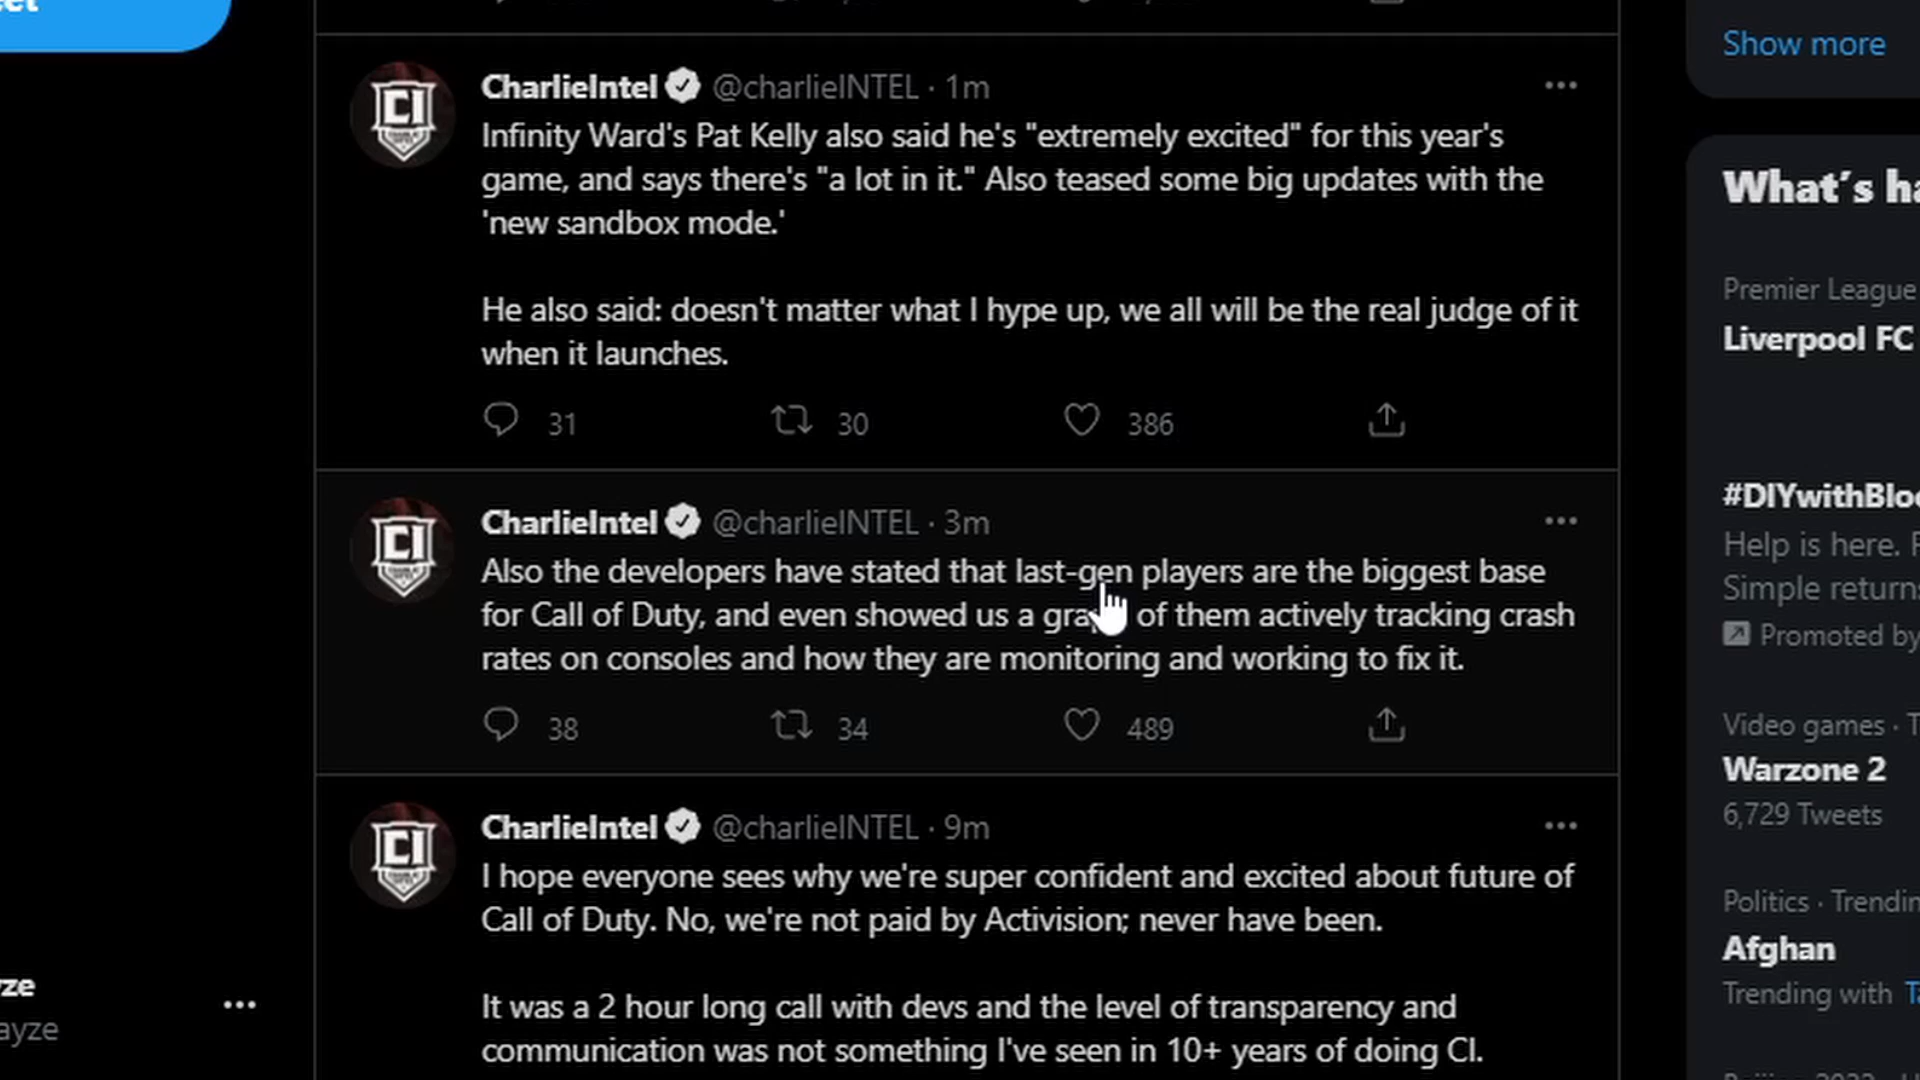 CharlieIntel @charlieINTEL · 1m
Infinity Ward's Pat Kelly also said he's "extremely excited" for this year's
game, and says there's "a lot in it." Also teased some big updates with the
'new sandbox mode.'
He also said: doesn't matter what I hype up, we all will be the real judge of it
when it launches.
31 30 386
CharlieIntel @charlieINTEL · 3m
Also the developers have stated that last-gen players are the biggest base
for Call of Duty, and even showed us a of them actively tracking crash
rates on consoles and how they are monitoring and working to fix it.
38 34 489
CharlieIntel @charlieINTEL · 9m
I hope everyone sees why we're super confident and excited about future of
Call of Duty. No, we're not paid by Activision; never have been.
It was a 2 hour long call with devs and the level of transparency and
communication was not something I've seen in 10+ years of doing CI.
CI
CI
CI
ze
ayze
Show more
What's ha
Premier League
Liverpool FC
#DIYwithBloo
Help is here.
Simple return
Promoted by
Video games · T
Warzone 2
6,729 Tweets
Politics · Trendin
Afghan
Trending with